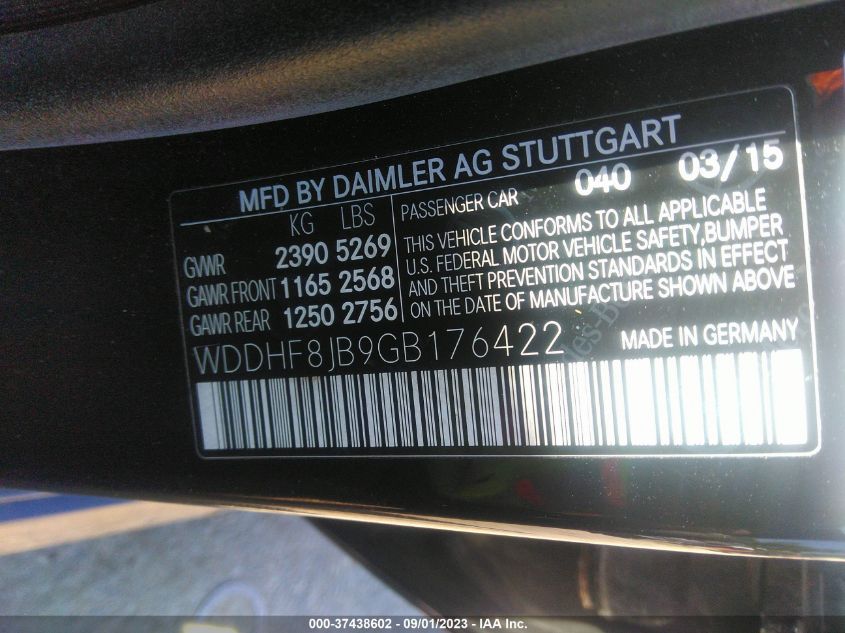 MFD BY DAIMLER AG STUTTGART
KG LBS
GVWR 2390 5269
GAWR FRONT 1165 2568
GAWR REAR 1250 2756
PASSENGER CAR 040 03/15
THIS VEHICLE CONFORMS TO ALL APPLICABLE
U.S. FEDERAL MOTOR VEHICLE SAFETY,BUMPER
AND THEFT PREVENTION STANDARDS IN EFFECT
ON THE DATE OF MANUFACTURE SHOWN ABOVE
WDDHF8JB9GB176422
MADE IN GERMANY
000-37438602 - 09/01/2023 - IAA Inc.